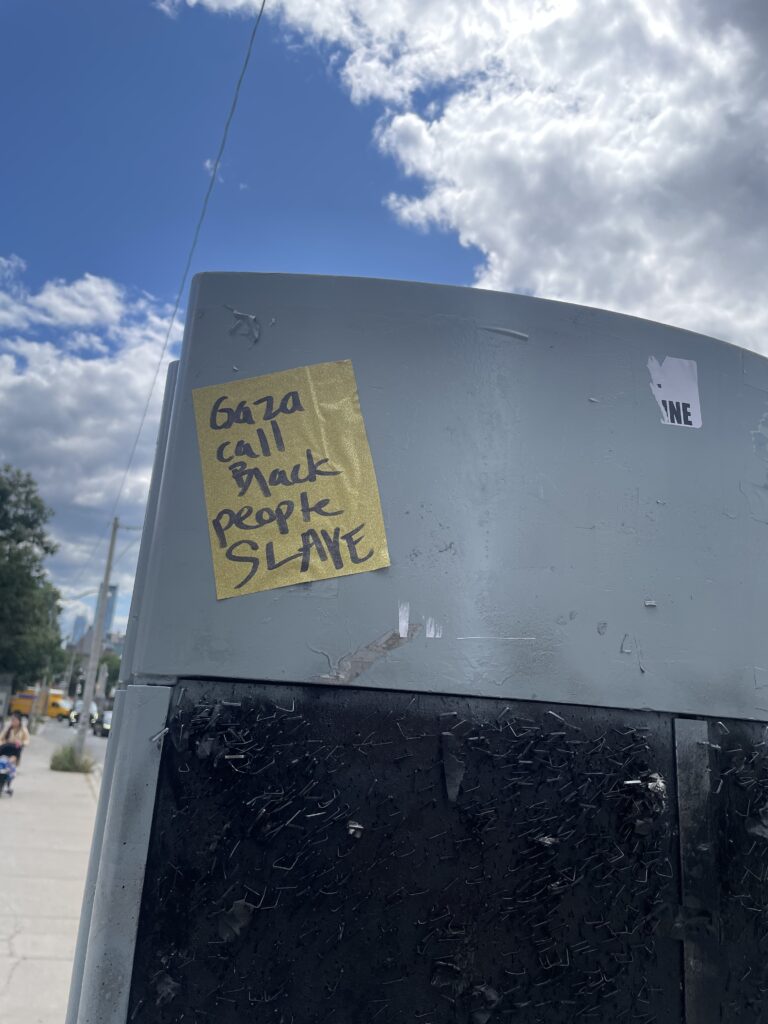 Gaza
call
Black
people
SLAVE
INE